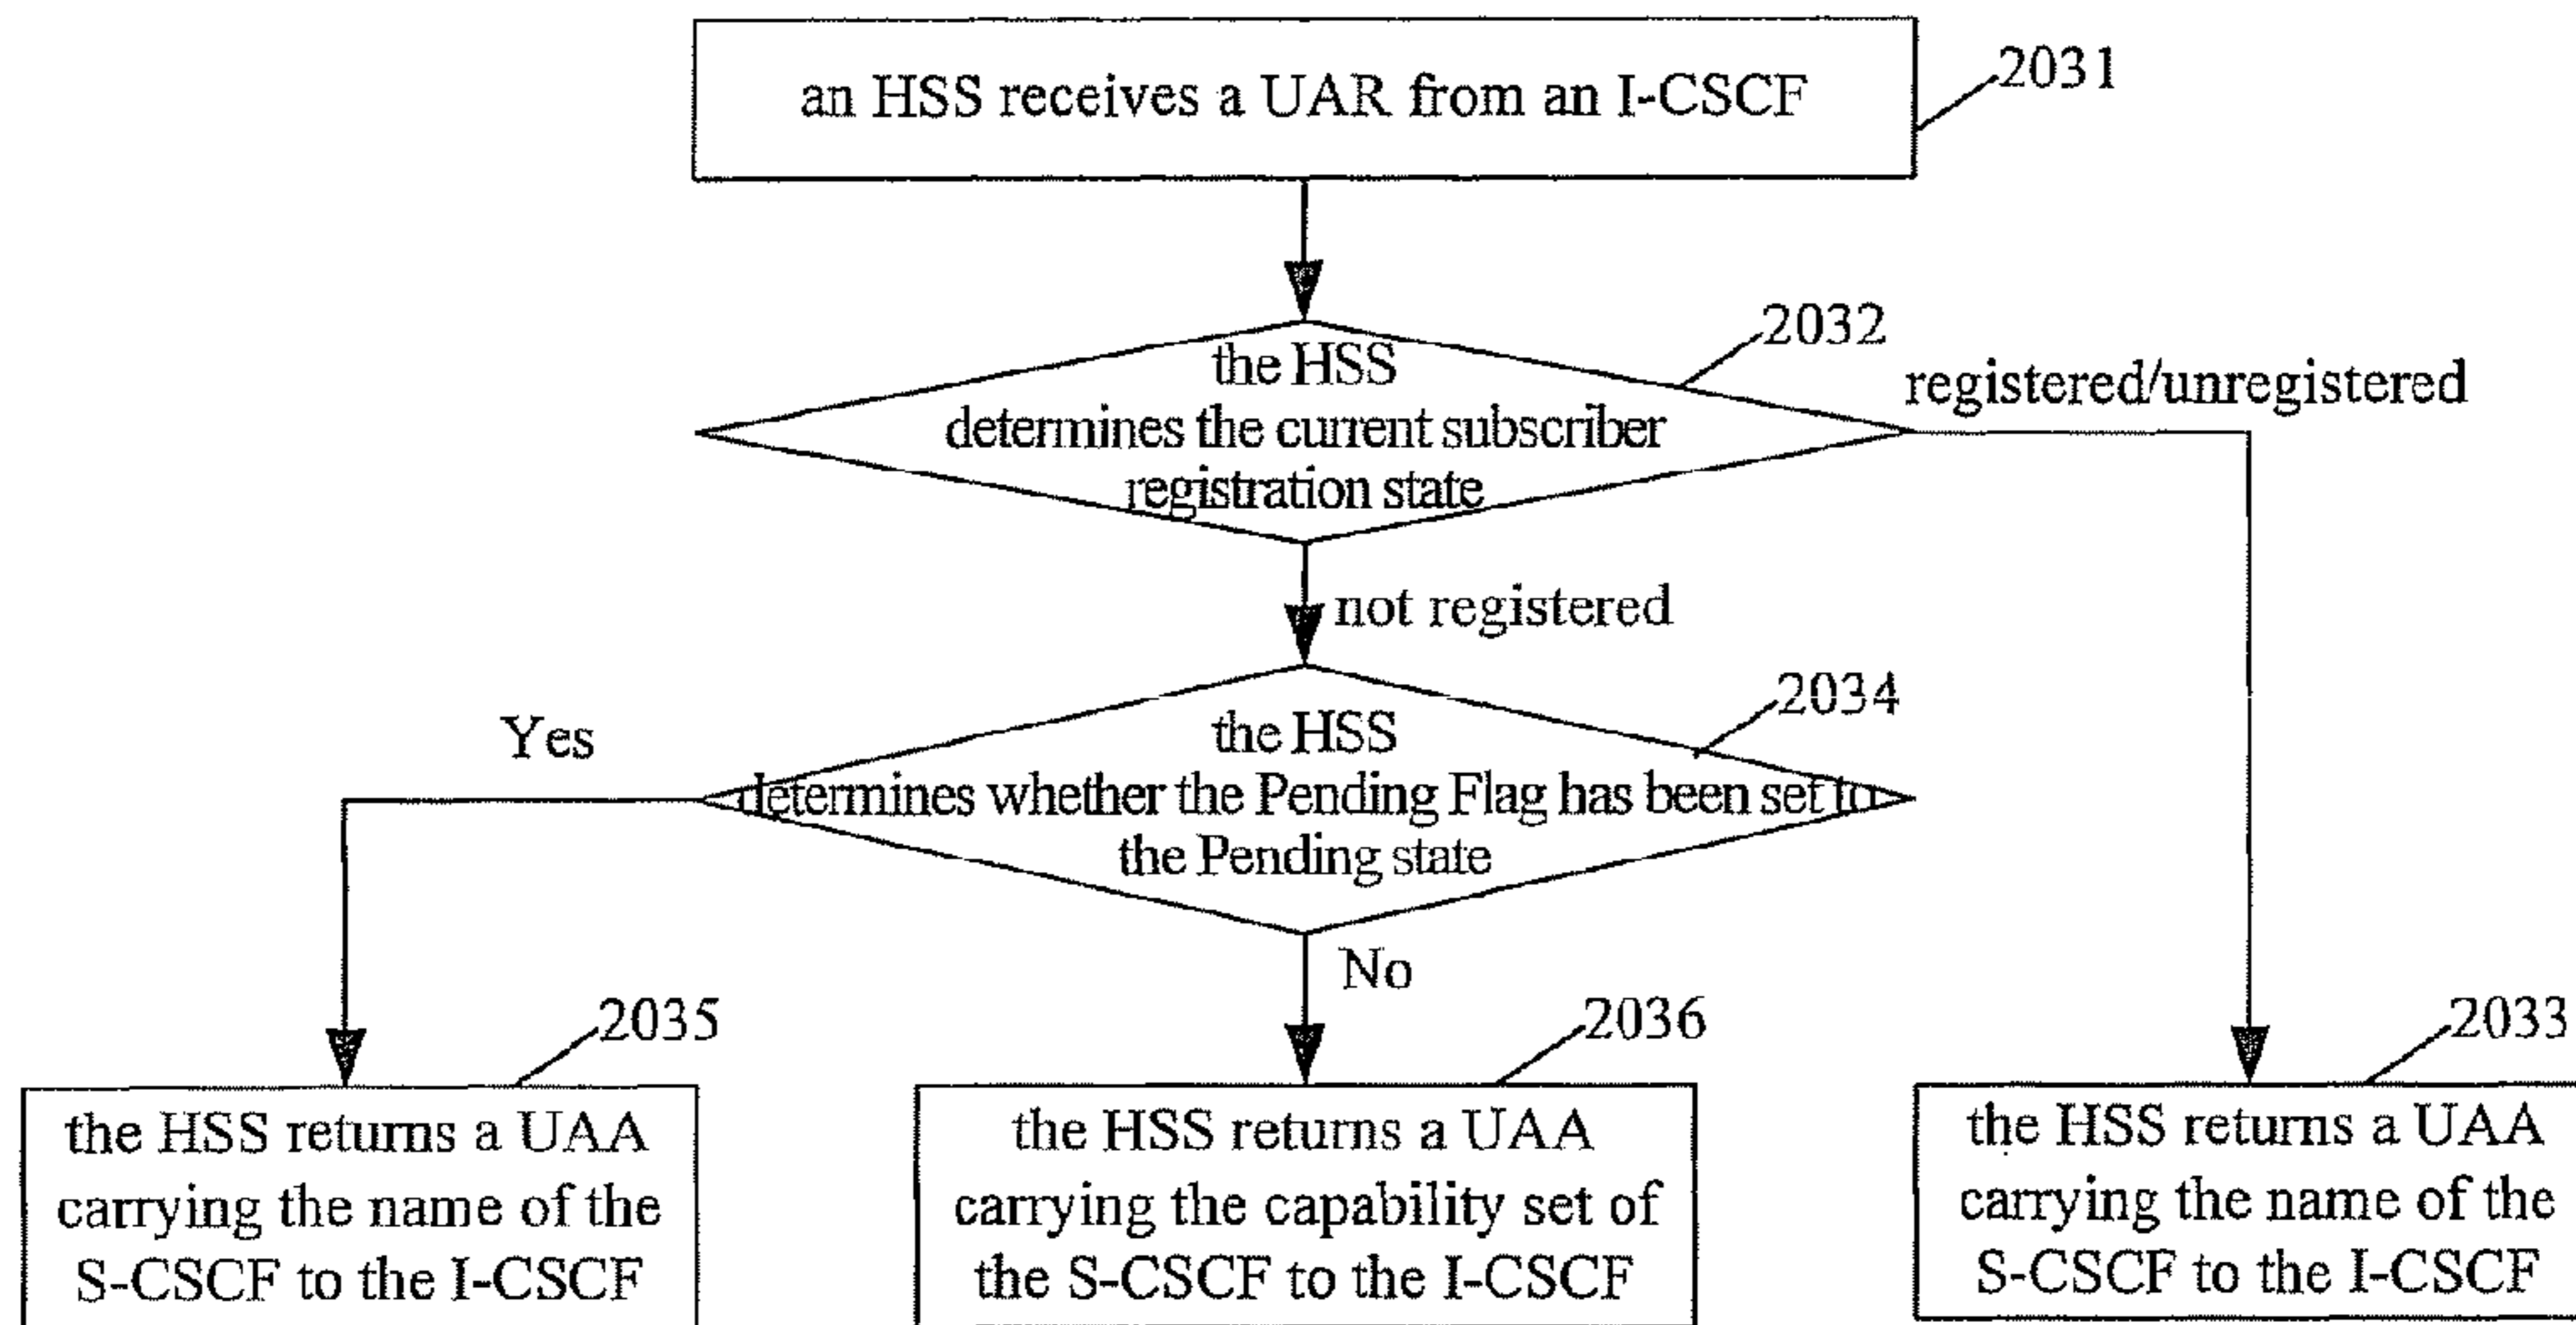 an HSS receives a UAR from an I-CSCF
2031
2032
the HSS
determines the current subscriber
registration state
registered/unregistered
not registered
2034
the HSS
determines whether the Pending Flag has been set to
the Pending state
Yes
No
2035
the HSS returns a UAA
carrying the name of the
S-CSCF to the I-CSCF
2036
the HSS returns a UAA
carrying the capability set of
the S-CSCF to the I-CSCF
2033
the HSS returns a UAA
carrying the name of the
S-CSCF to the I-CSCF